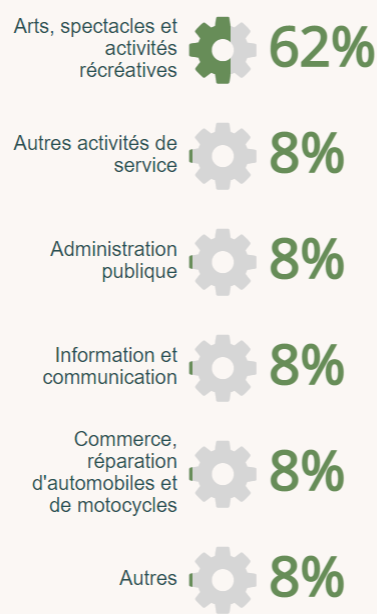 Arts, spectacles et
activités
récréatives
62%
Autres activités de
service
8%
Administration
publique
8%
Information et
communication
8%
Commerce,
réparation
d'automobiles et
de motocycles
8%
Autres
8%